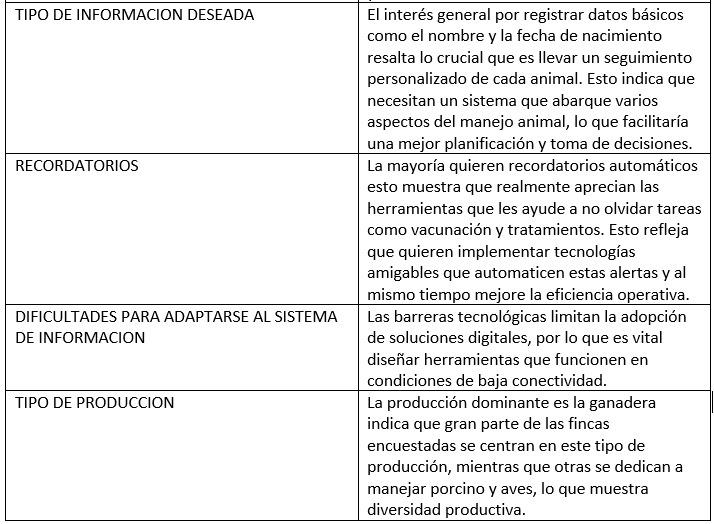 TIPO DE INFORMACION DESEADA
El interés general por registrar datos básicos
como el nombre y la fecha de nacimiento
resalta lo crucial que es llevar un seguimiento
personalizado de cada animal. Esto indica que
necesitan un sistema que abarque varios
aspectos del manejo animal, lo que facilitaría
una mejor planificación y toma de decisiones.
RECORDATORIOS
La mayoría quieren recordatorios automáticos
esto muestra que realmente aprecian las
herramientas que les ayude a no olvidar tareas
como vacunación y tratamientos. Esto refleja
que quieren implementar tecnologías
amigables que automaticen estas alertas y al
mismo tiempo mejore la eficiencia operativa.
DIFICULTADES PARA ADAPTARSE AL SISTEMA
DE INFORMACION
Las barreras tecnológicas limitan la adopción
de soluciones digitales, por lo que es vital
diseñar herramientas que funcionen en
condiciones de baja conectividad.
TIPO DE PRODUCCION
La producción dominante es la ganadera
indica que gran parte de las fincas
encuestadas se centran en este tipo de
producción, mientras que otras se dedican a
manejar porcino y aves, lo que muestra
diversidad productiva.